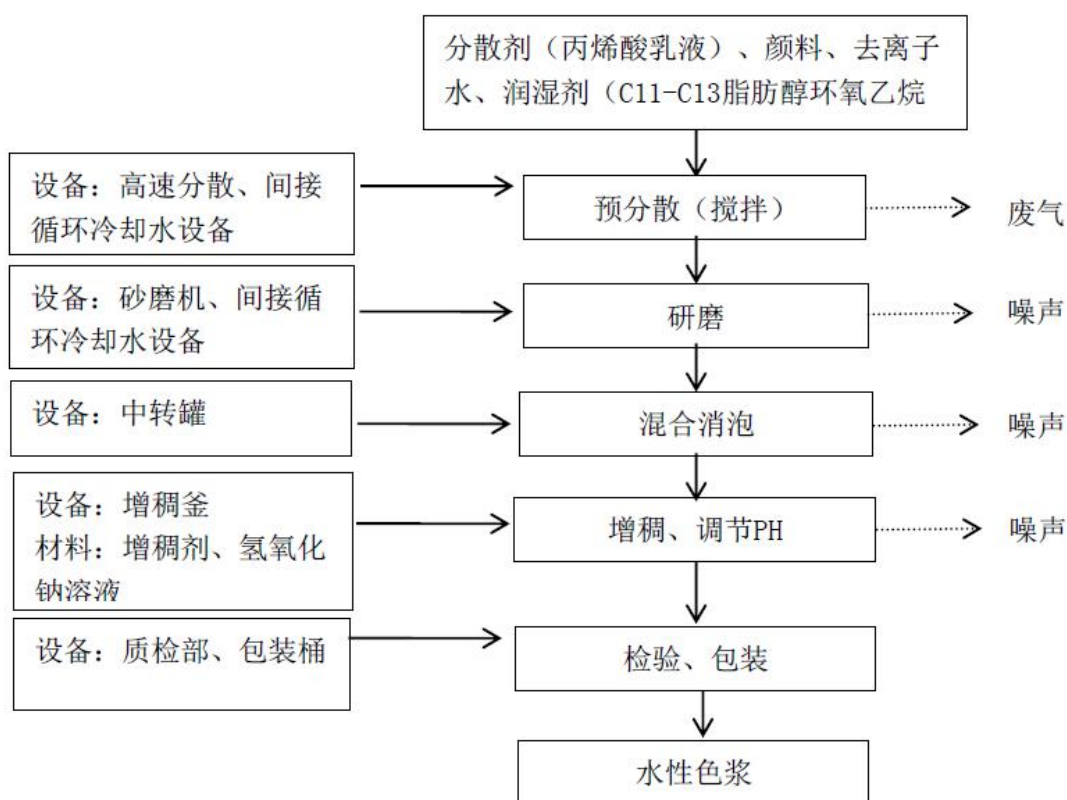 分散剂（丙烯酸乳液）、颜料、去离子
水、润湿剂（C11-C13脂肪醇环氧乙烷
设备：高速分散、间接
循环冷却水设备
预分散（搅拌）
废气
设备：砂磨机、间接循
环冷却水设备
研磨
噪声
设备：中转罐
混合消泡
噪声
设备：增稠釜
材料：增稠剂、氢氧化
钠溶液
增稠、调节PH
噪声
设备：质检部、包装桶
检验、包装
水性色浆